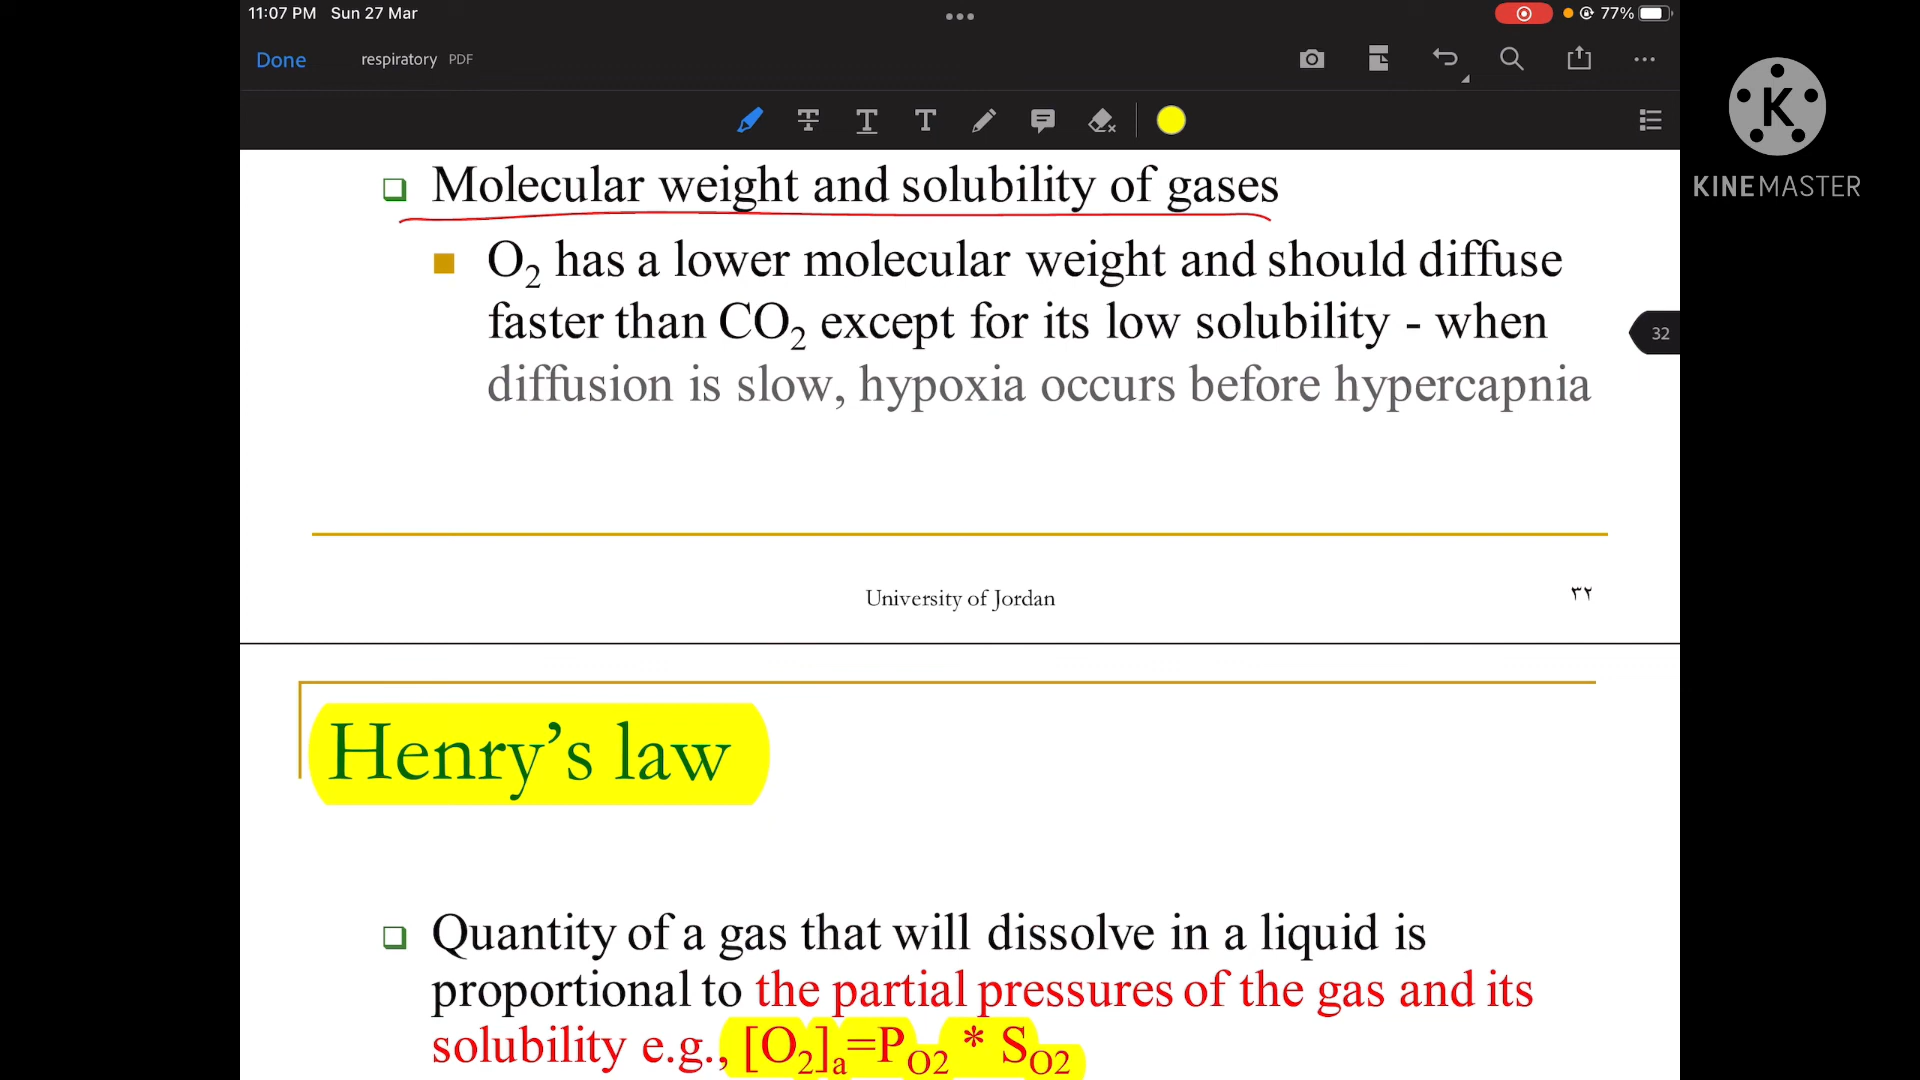 11:07 PM Sun 27 Mar
77%
Done respiratory PDF
K
KINEMASTER
Molecular weight and solubility of gases
O2 has a lower molecular weight and should diffuse
faster than CO2 except for its low solubility - when
diffusion is slow, hypoxia occurs before hypercapnia
32
University of Jordan
٣٢
Henry’s law
Quantity of a gas that will dissolve in a liquid is
proportional to the partial pressures of the gas and its
solubility e.g., [O2]a=PO2 * SO2